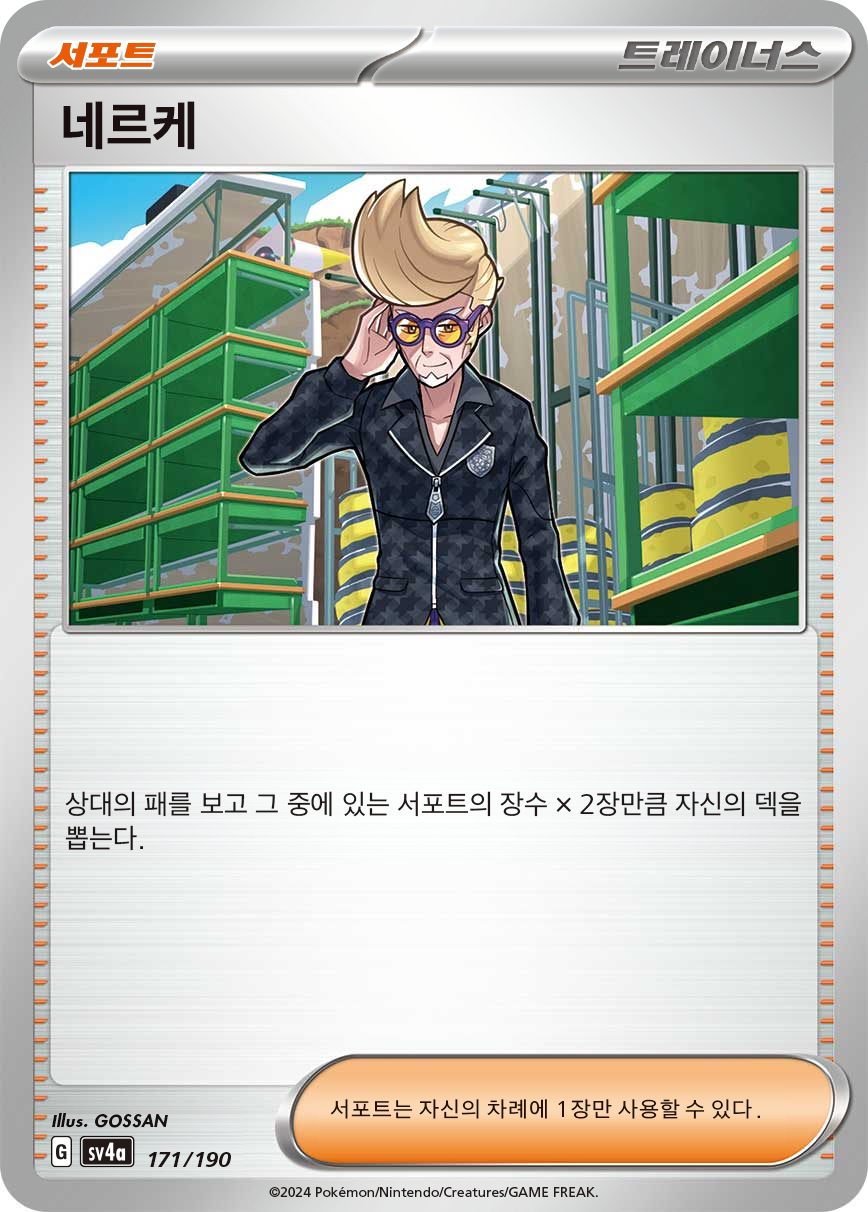 서포트
트레이너스
네르케
상대의 패를 보고 그 중에 있는 서포트의 장수 × 2장만큼 자신의 덱을
뽑는다.
서포트는 자신의 차례에 1장만 사용할 수 있다.
Illus. GOSSAN
G sv4a 171/190
©2024 Pokémon/Nintendo/Creatures/GAME FREAK.